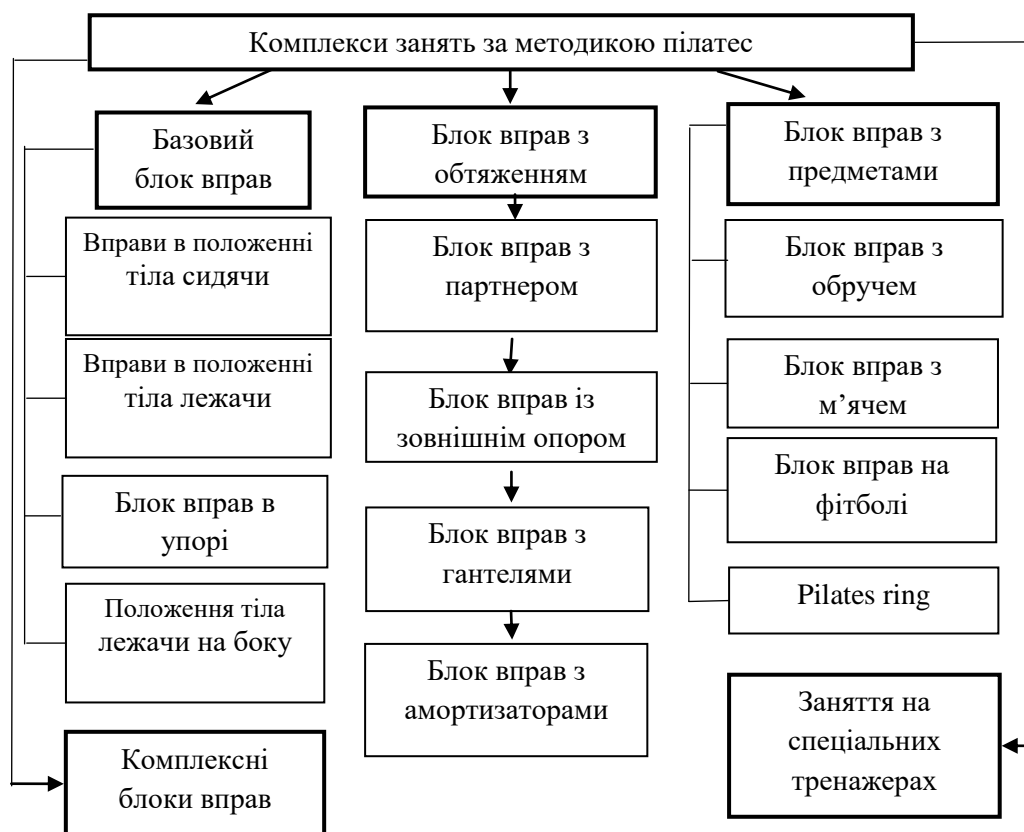 Комплекси занять за методикою пілатес
Базовий
блок вправ
Вправи в положенні
тіла сидячи
Вправи в положенні
тіла лежачи
Блок вправ в
упорі
Положення тіла
лежачи на боку
Комплексні
блоки вправ
Блок вправ з
обтяженням
Блок вправ з
партнером
Блок вправ із
зовнішнім опором
Блок вправ з
гантелями
Блок вправ з
амортизаторами
Блок вправ з
предметами
Блок вправ з
обручем
Блок вправ з
м’ячем
Блок вправ на
фітболі
Pilates ring
Заняття на
спеціальних
тренажерах